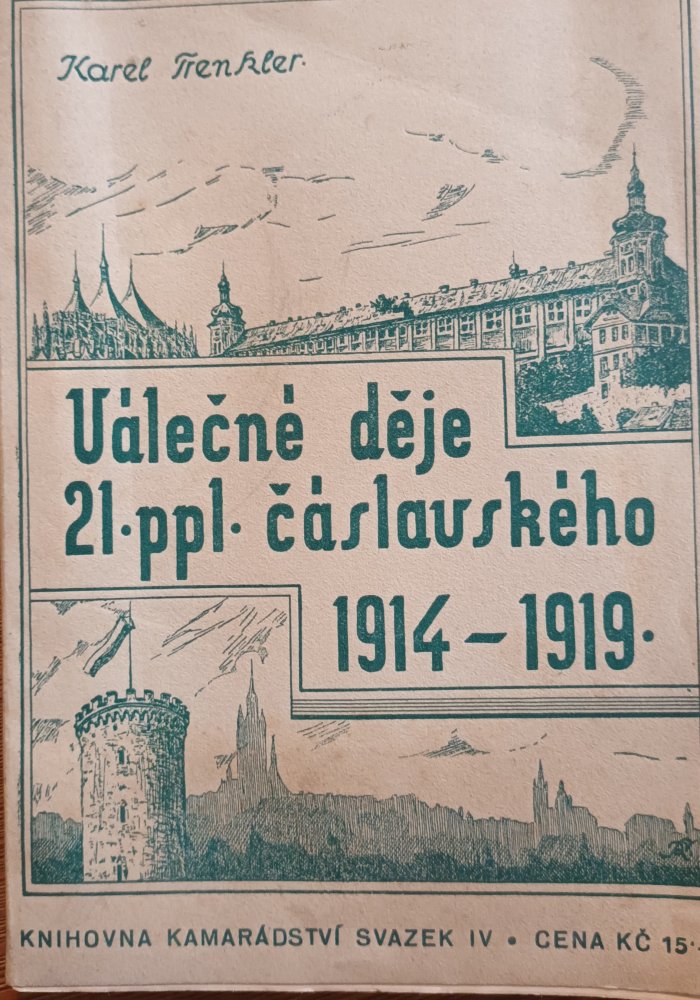 Karel Trenkler.
Válečné děje
21. ppl. čáslavského
1914 – 1919.
KNIHOVNA KAMARÁDSTVÍ SVAZEK IV • CENA KČ 15·-